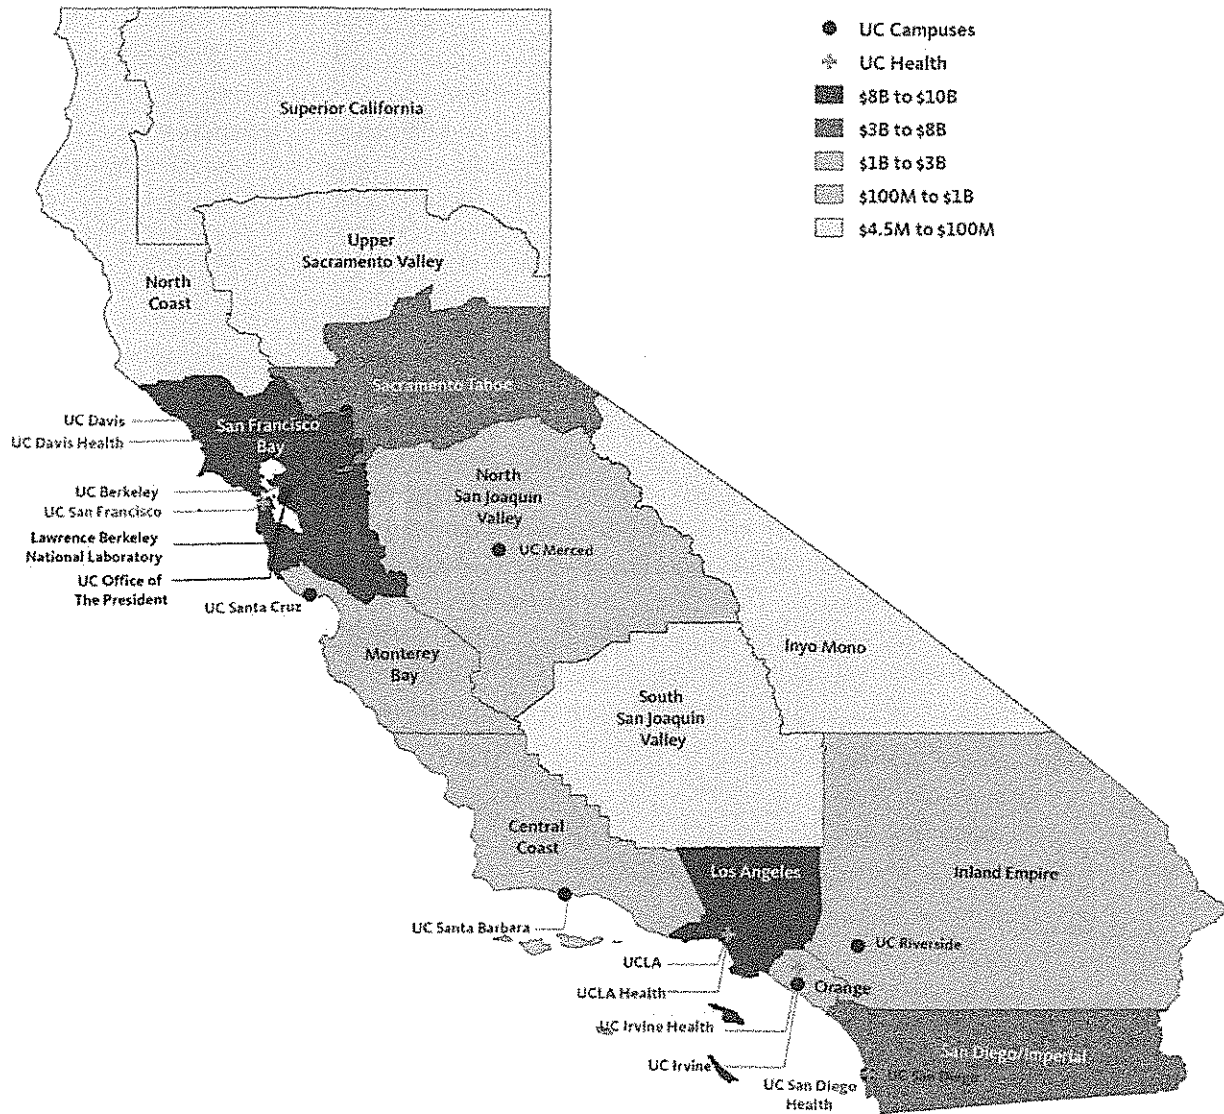 UC Campuses
UC Health
$8B to $10B
$3B to $8B
$1B to $3B
$100M to $1B
$4.5M to $100M
Superior California
Upper
Sacramento Valley
North
Coast
Sacramento Tahoe
UC Davis
UC Davis Health
San Francisco
Bay
North
San Joaquin
Valley
UC Berkeley
UC San Francisco
Lawrence Berkeley
National Laboratory
UC Office of
The President
UC Merced
UC Santa Cruz
Monterey
Bay
Inyo Mono
South
San Joaquin
Valley
Central
Coast
Los Angeles
Inland Empire
UC Santa Barbara
UC Riverside
UCLA
UCLA Health
Orange
UC Irvine Health
UC Irvine
San Diego/Imperial
UC San Diego
UC San Diego
Health